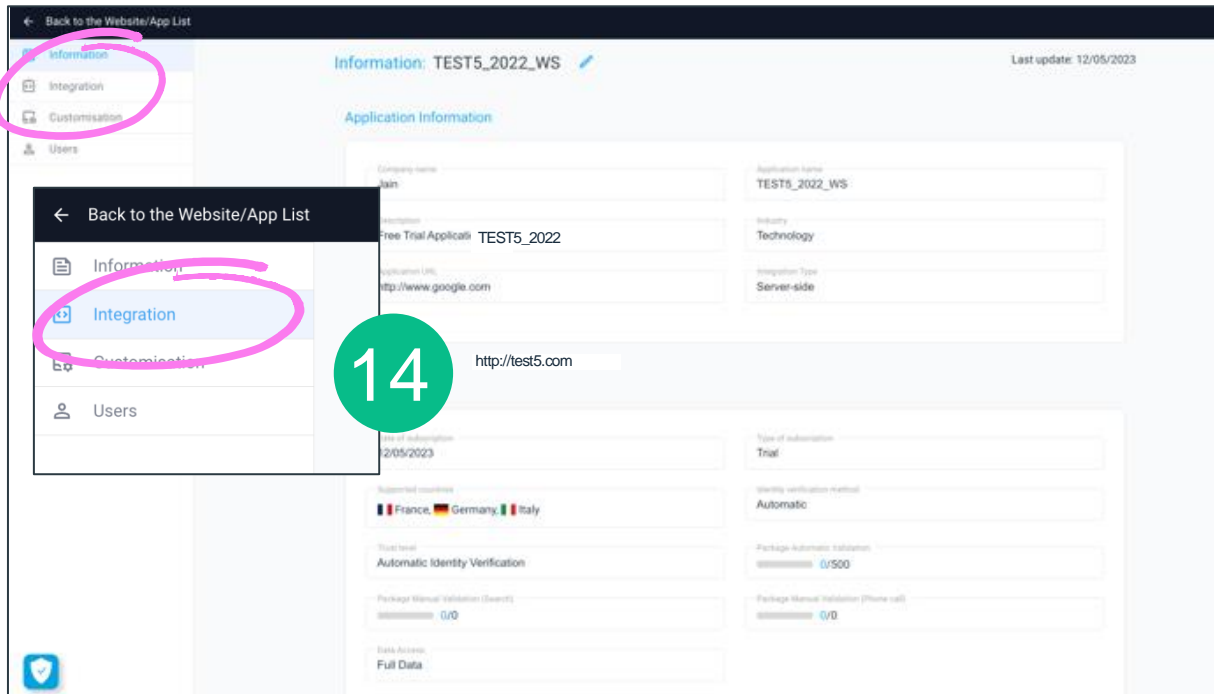 ← Back to the Website/App List
Information
Integration
Customisation
Users
Information: TEST5_2022_WS
Last update: 12/05/2023
Application Information
Company name
Jain
Application name
TEST5_2022_WS
Description
Free Trial Applicati TEST5_2022
Industry
Technology
Application URL
http://www.google.com
Integration Type
Server-side
← Back to the Website/App List
Information
Integration
Customisation
Users
14
http://test5.com
Date of subscription
12/05/2023
Type of subscription
Trial
Supported countries
France, Germany, Italy
Identity verification method
Automatic
Trust level
Automatic Identity Verification
Package Automatic Validation
0/500
Package Manual Validation (Search)
0/0
Package Manual Validation (Phone call)
0/0
Data Access
Full Data